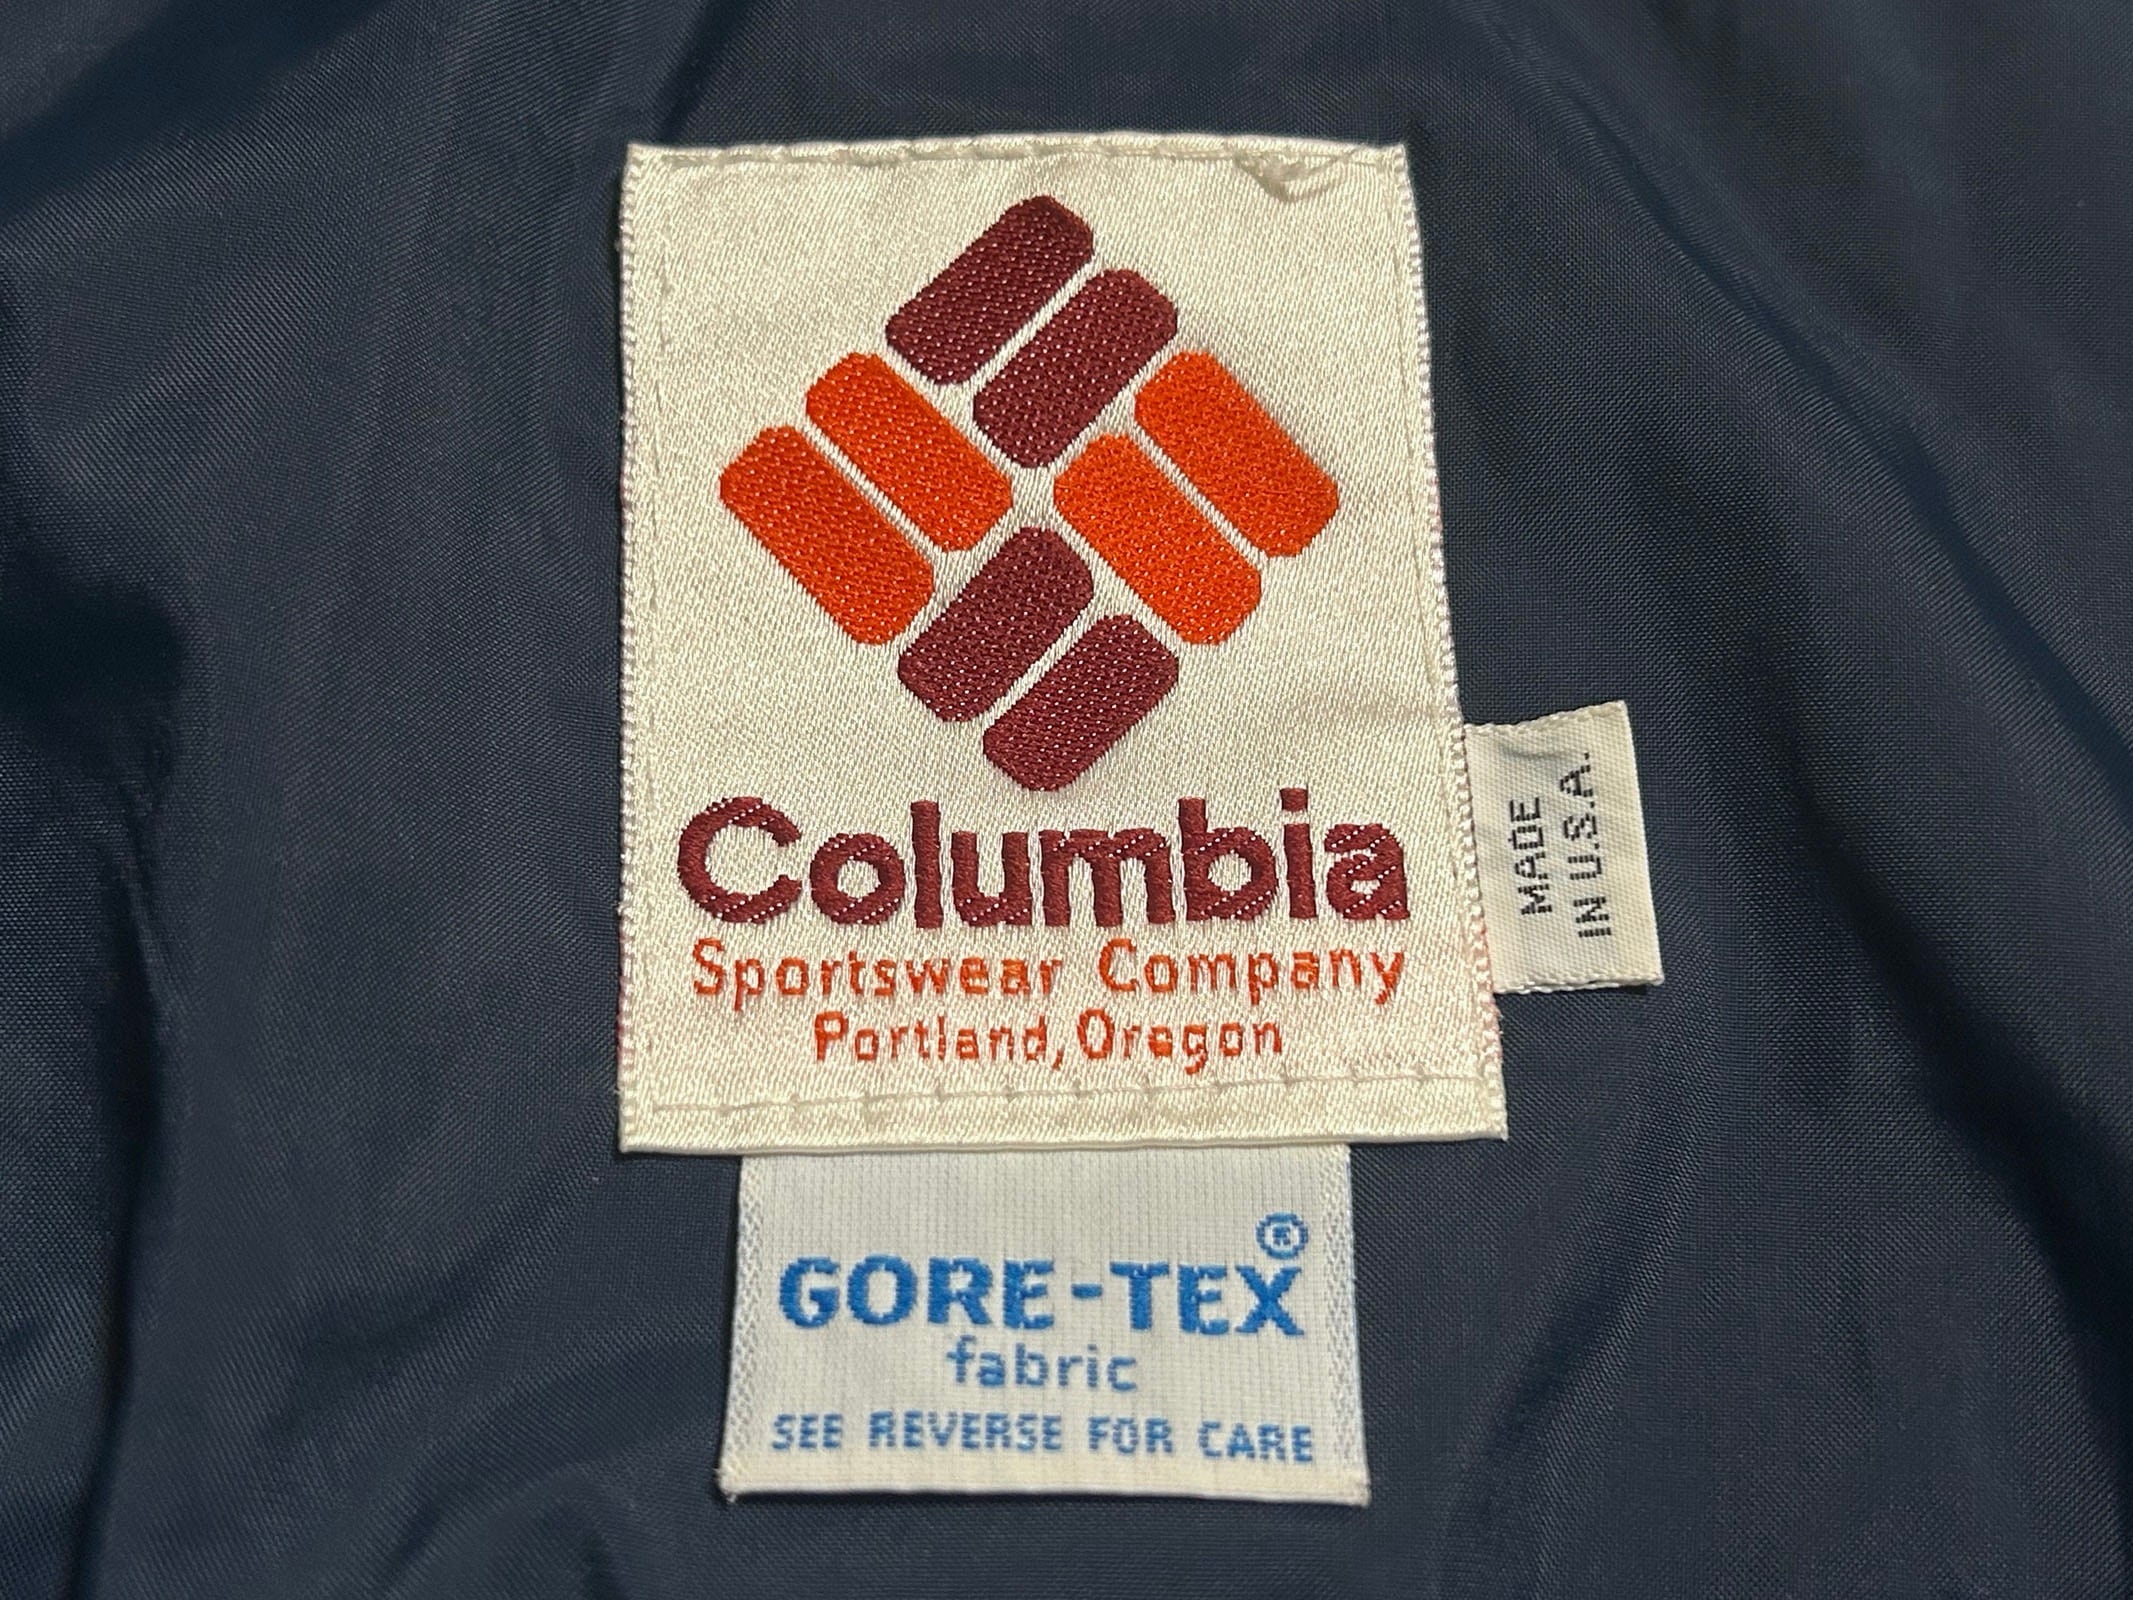 Columbia
Sportswear Company
Portland, Oregon
MADE
IN U.S.A.
GORE-TEX®
fabric
SEE REVERSE FOR CARE